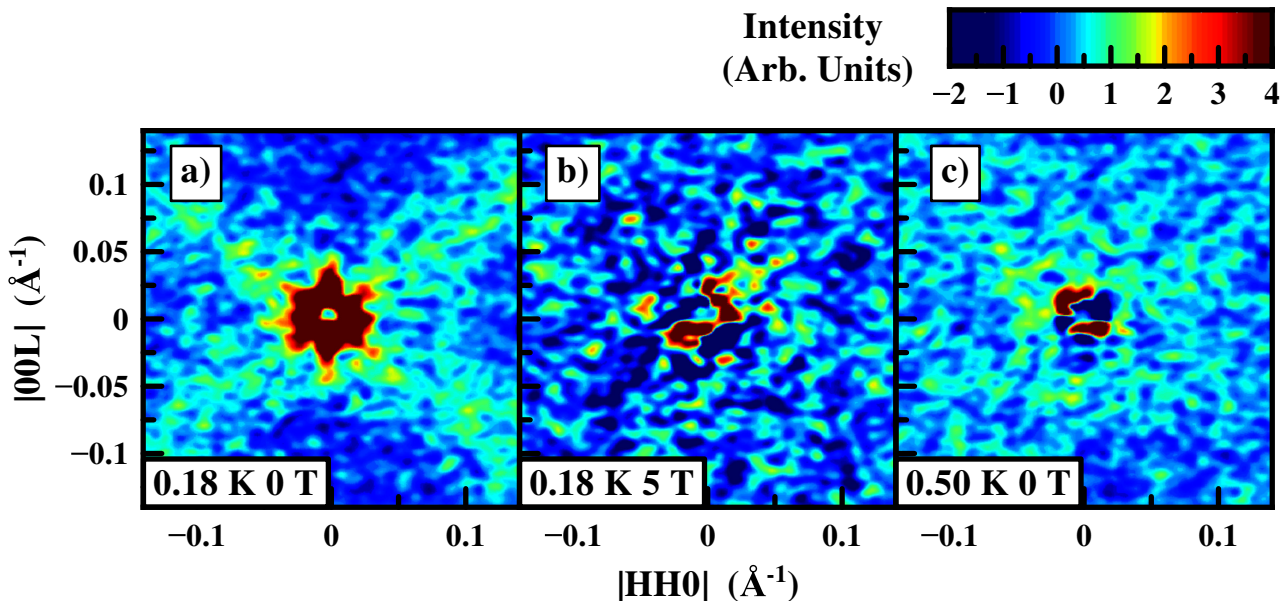 Intensity
(Arb. Units)
−2 −1 0 1 2 3 4
a) b) c)
0.1
0.05
0
−0.05
−0.1
|00L| (Å⁻¹)
0.18 K 0 T 0.18 K 5 T 0.50 K 0 T
−0.1 0 0.1 −0.1 0 0.1 −0.1 0 0.1
|HH0| (Å⁻¹)